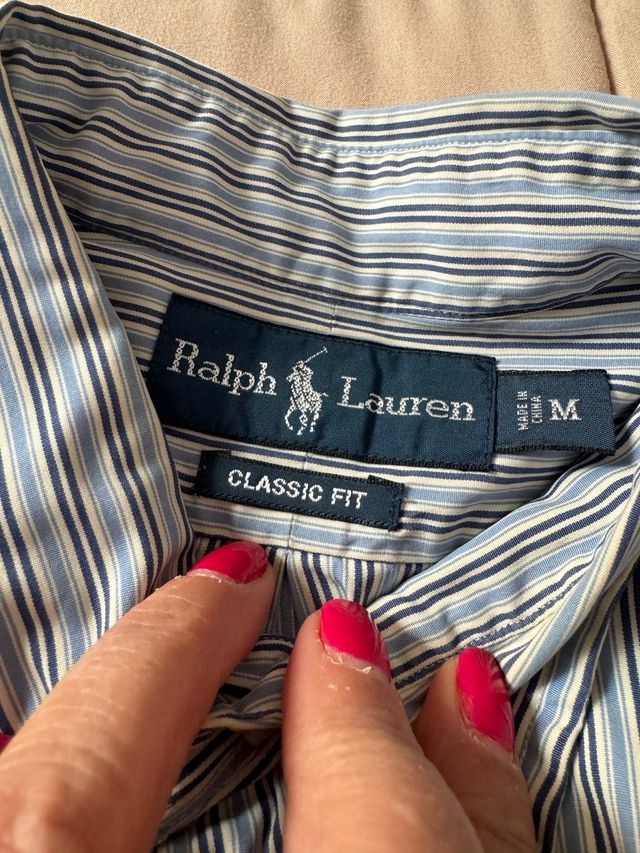 Ralph Lauren
MADE IN
CHINA
M
CLASSIC FIT